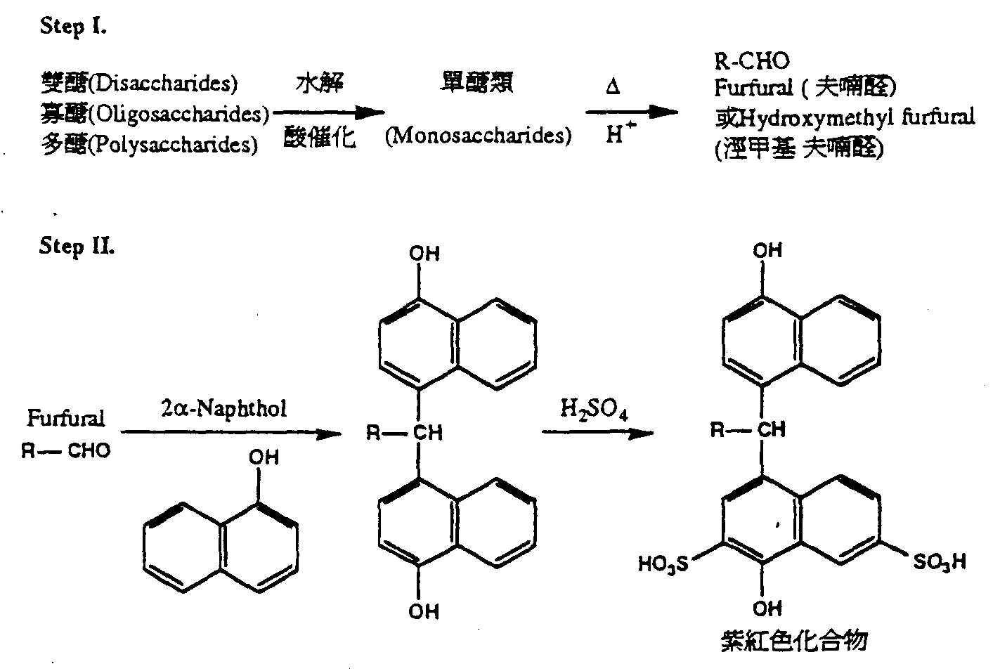 Step I.
雙醣(Disaccharides)
寡醣(Oligosaccharides)
多醣(Polysaccharides)
水解
酸催化
單醣類
(Monosaccharides)
Δ
H⁺
R-CHO
Furfural ( 夫喃醛)
或Hydroxymethyl furfural
(羥甲基 夫喃醛)
Step II.
Furfural
R— CHO
2α-Naphthol
OH
OH
R— CH
OH
H₂SO₄
OH
R— CH
HO₃S
SO₃H
OH
紫紅色化合物